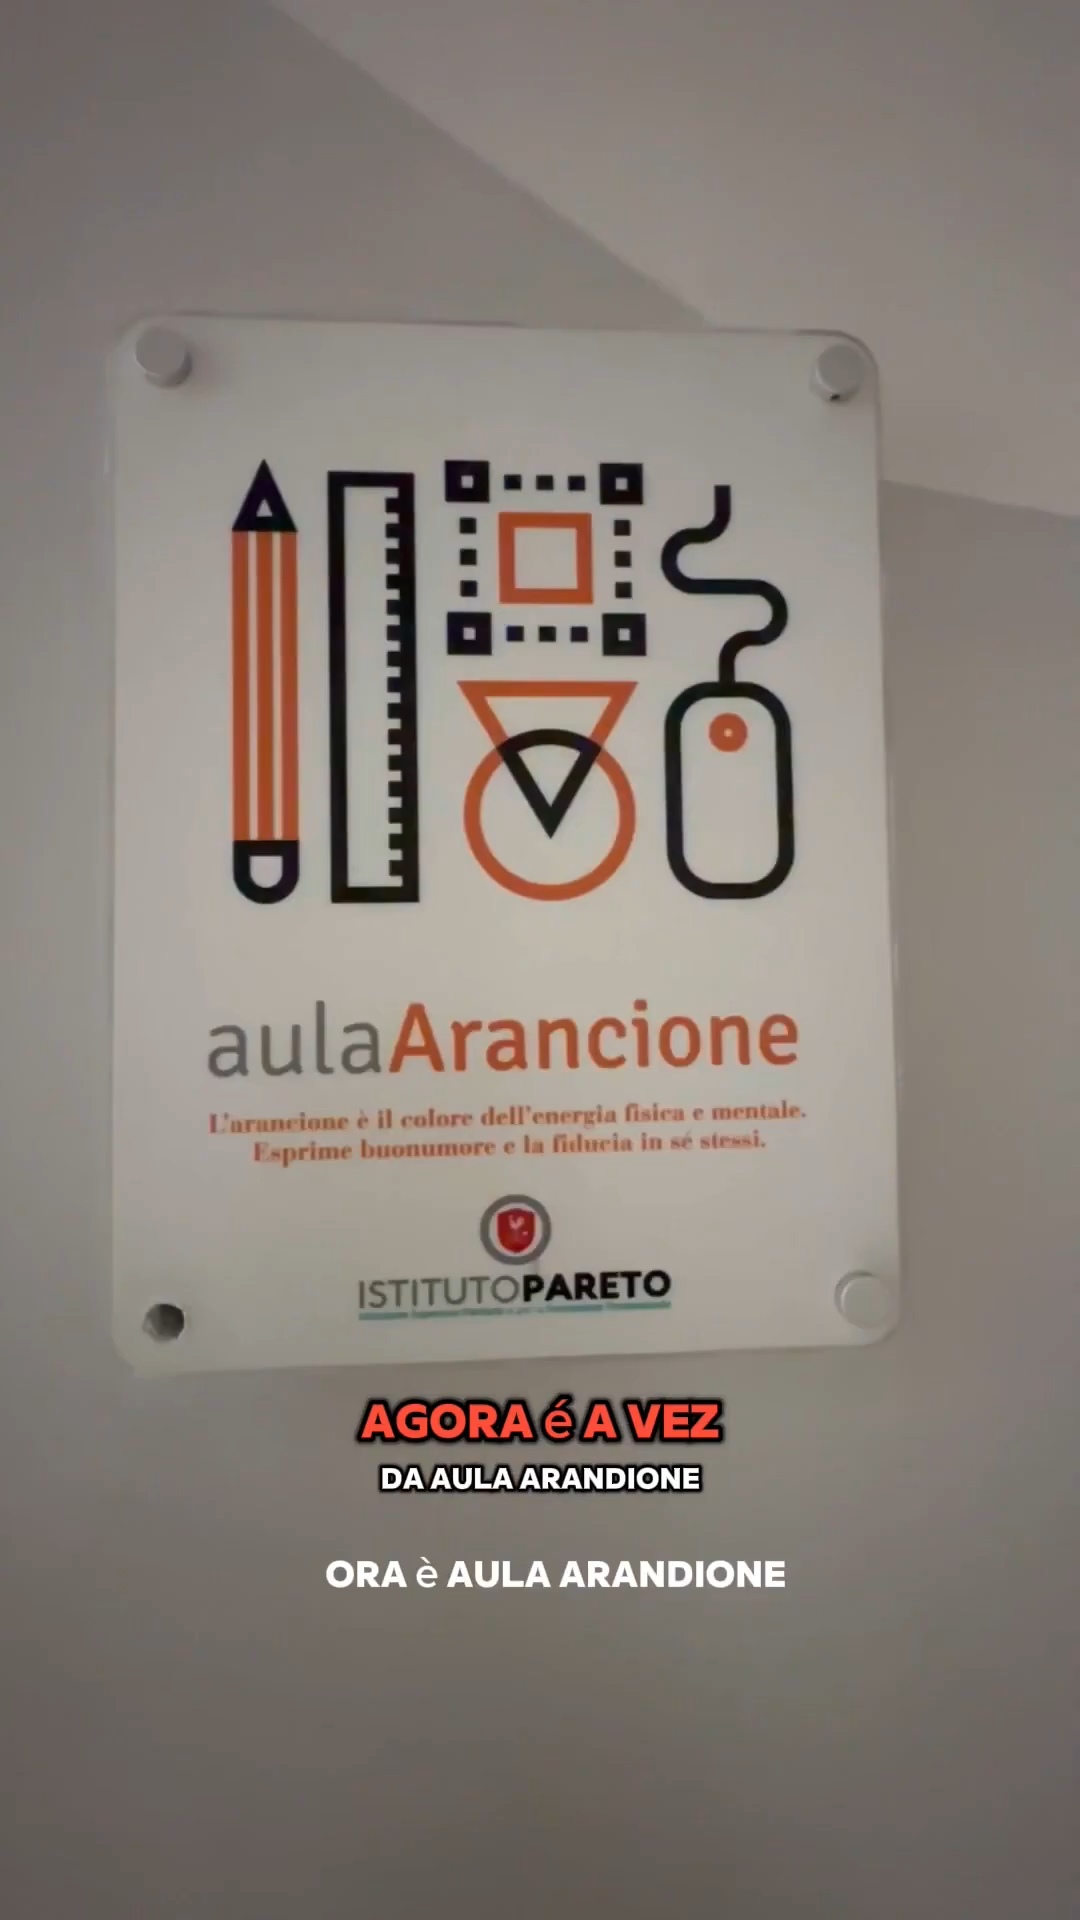 aulaArancione
L'arancione è il colore dell'energia fisica e mentale.
Esprime buonumore e la fiducia in sé stessi.
ISTITUTOPARETO
AGORA é A VEZ
DA AULA ARANDIONE
ORA è AULA ARANDIONE